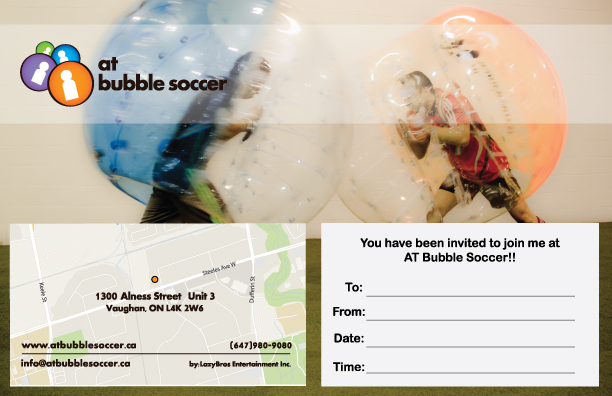 at
bubble soccer
Keele St
Steeles Ave W
Dufferin St
1300 Alness Street Unit 3
Vaughan, ON L4K 2W6
www.atbubblesoccer.ca (647)980-9080
info@atbubblesoccer.ca by: LazyBros Entertainment Inc.
You have been invited to join me at
AT Bubble Soccer!!
To:
From:
Date:
Time: